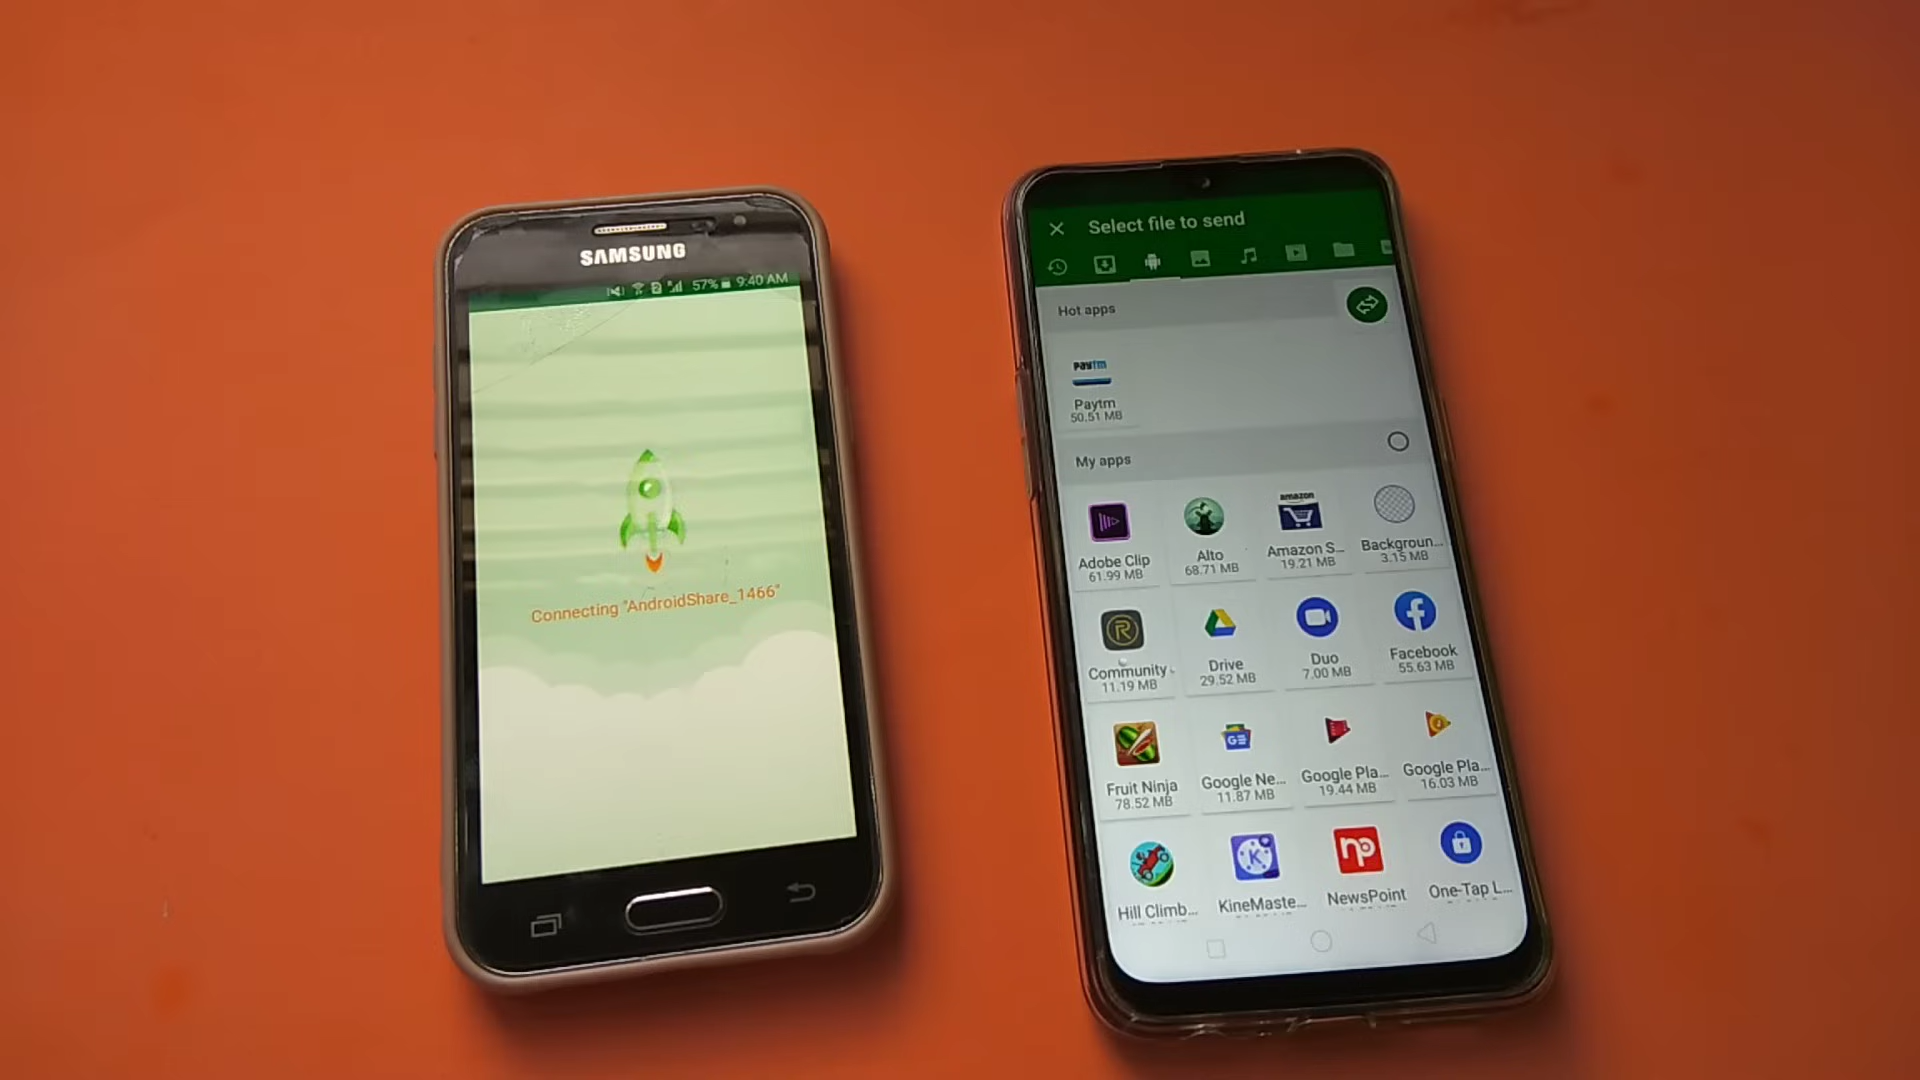 SAMSUNG
57% 9:40 AM
Connecting "AndroidShare_1466"
Select file to send
Hot apps
Paytm
Paytm
50.51 MB
My apps
amazon
Adobe Clip
Alto
Amazon S...
Backgroun...
61.99 MB
68.71 MB
19.21 MB
3.15 MB
R
Community
Drive
Duo
Facebook
11.19 MB
29.52 MB
7.00 MB
55.63 MB
GE
Fruit Ninja
Google Ne...
Google Pla...
Google Pla...
78.52 MB
11.87 MB
19.44 MB
16.03 MB
K
np
Hill Climb...
KineMaste...
NewsPoint
One-Tap L...